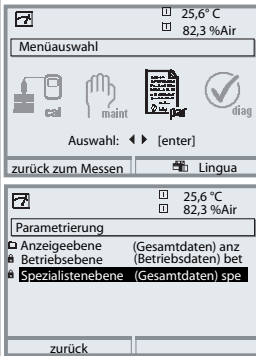 25,6° C
82,3 %Air
Menüauswahl
cal maint par diag
Auswahl: [enter]
zurück zum Messen Lingua
25,6 °C
82,3 %Air
Parametrierung
Anzeigeebene (Gesamtdaten) anz
Betriebsebene (Betriebsdaten) bet
Spezialistenebene (Gesamtdaten) spe
zurück